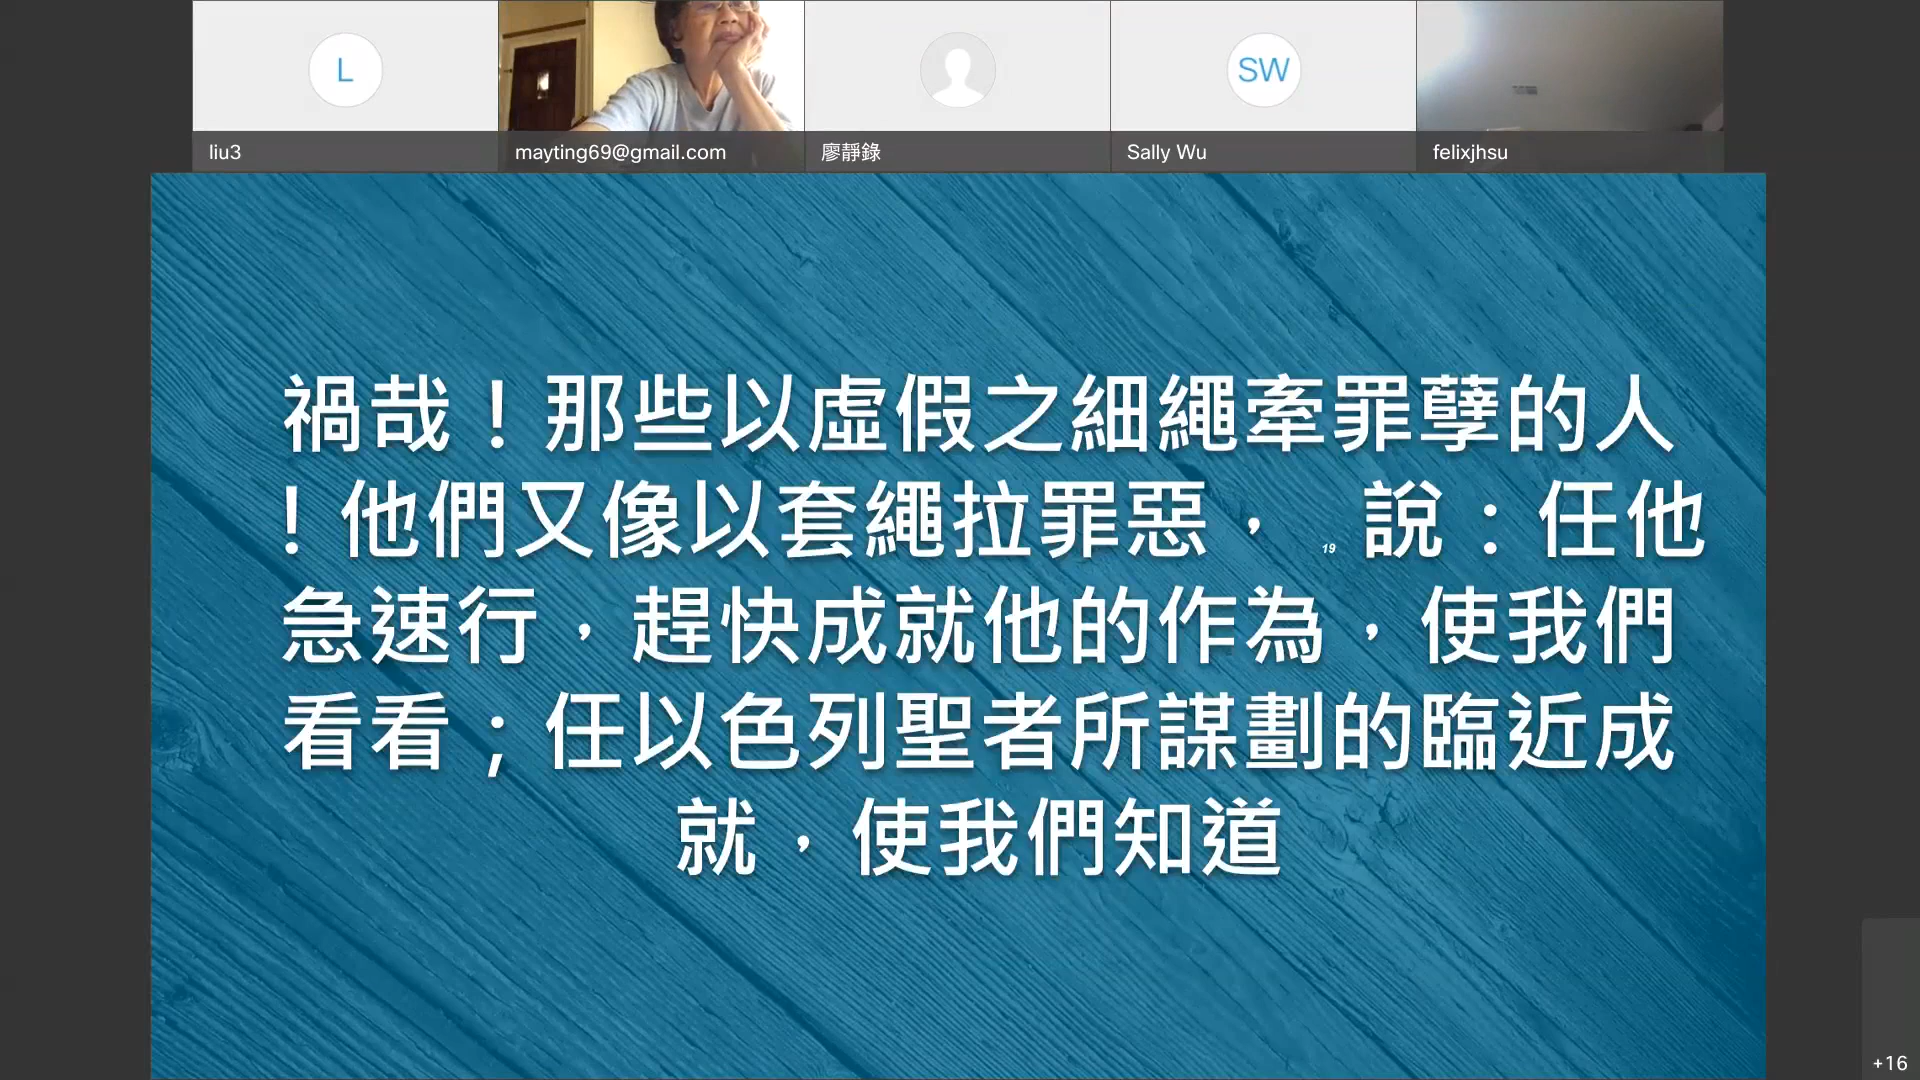 L
SW
liu3
mayting69@gmail.com
廖靜錄
Sally Wu
felixjhsu
禍哉！那些以虛假之細繩牽罪孽的人
！他們又像以套繩拉罪惡， 19 說：任他
急速行，趕快成就他的作為，使我們
看看；任以色列聖者所謀劃的臨近成
就，使我們知道
+16